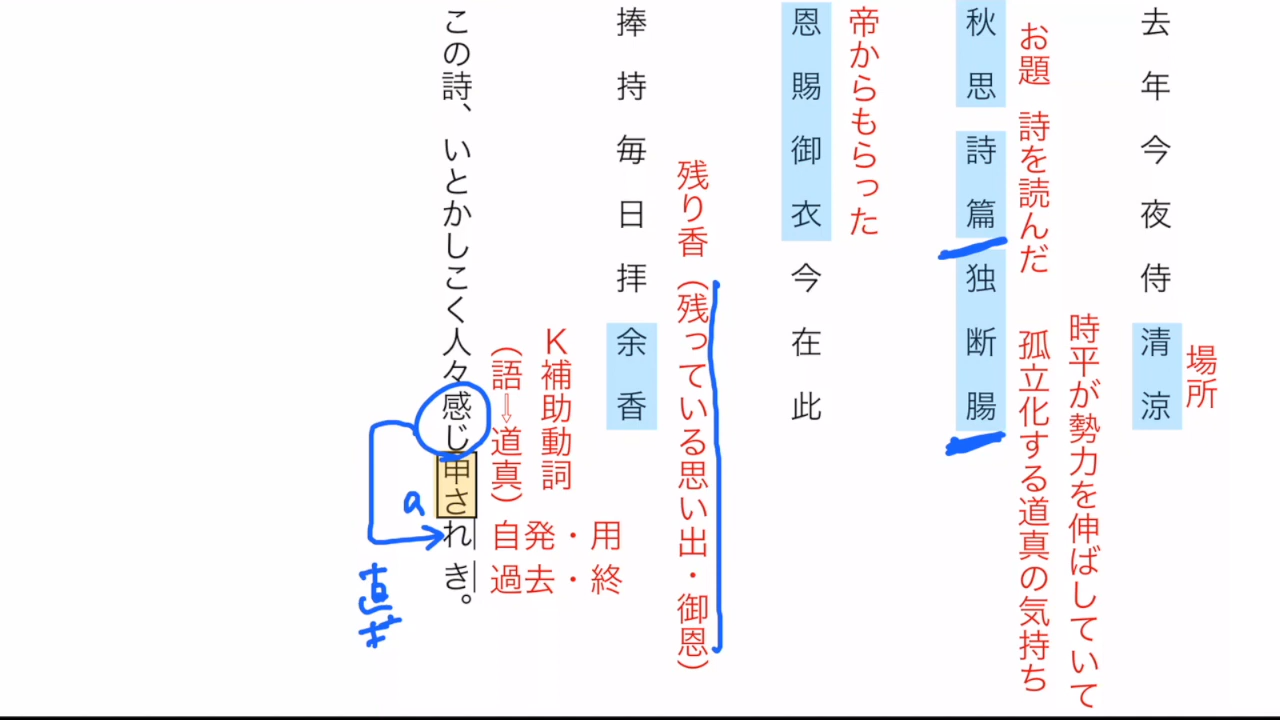 場所
去年今夜侍清涼
時平が勢力を伸ばしていて
お題 詩を読んだ 孤立化する道真の気持ち
秋思詩篇独断腸
帝からもらった
恩賜御衣今在此
残り香（残っている思い出・御恩）
捧持毎日拝余香
K補助動詞
（語⇨道真）
自発・用
過去・終
この詩、いとかしこく人々感じ申されき。
a